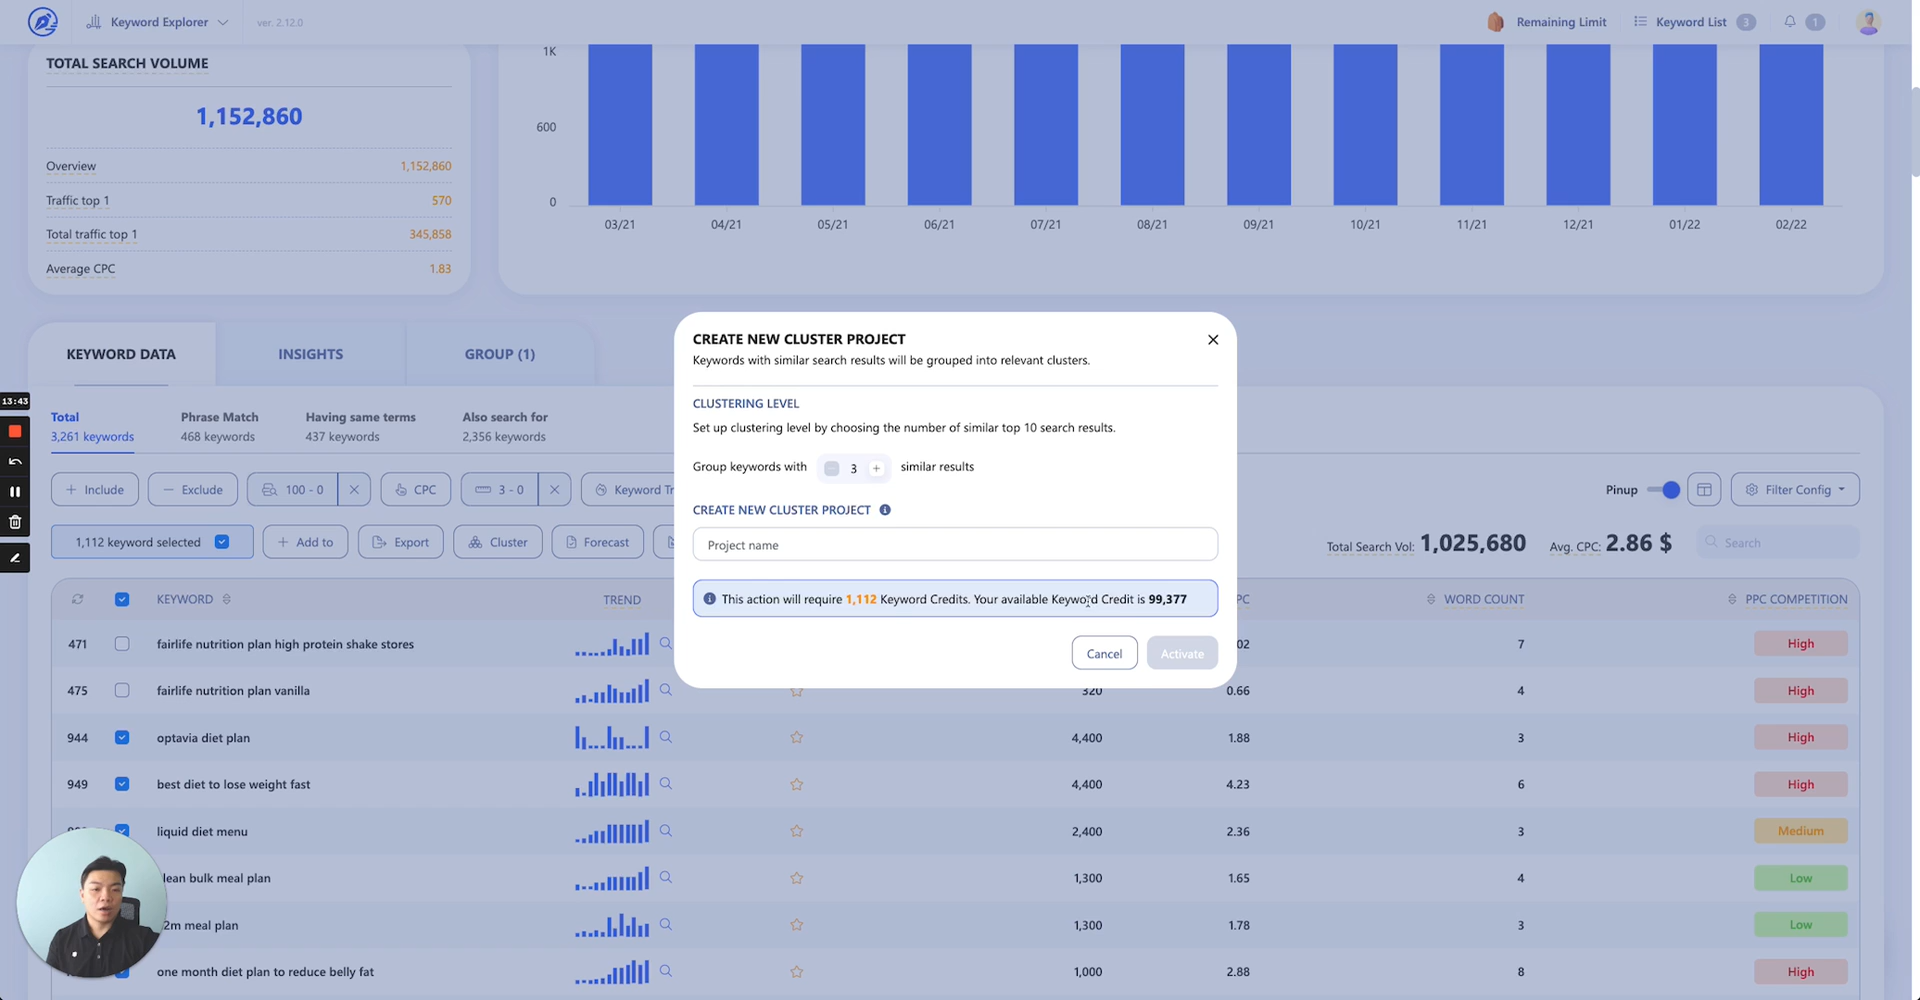 Keyword Explorer
ver. 2.12.0
Remaining Limit
Keyword List 3
1
TOTAL SEARCH VOLUME
1,152,860
Overview 1,152,860
Traffic top 1 570
Total traffic top 1 345,858
Average CPC 1.83
1K
600
0
03/21 04/21 05/21 06/21 07/21 08/21 09/21 10/21 11/21 12/21 01/22 02/22
KEYWORD DATA
INSIGHTS
GROUP (1)
13:43
Total
3,261 keywords
Phrase Match
468 keywords
Having same terms
437 keywords
Also search for
2,356 keywords
Include
Exclude
100 - 0
CPC
3 - 0
Keyword
Pinup
Filter Config
1,112 keyword selected
Add to
Export
Cluster
Forecast
Total Search Vol: 1,025,680
Avg. CPC: 2.86 $
Search
CREATE NEW CLUSTER PROJECT
Keywords with similar search results will be grouped into relevant clusters.
CLUSTERING LEVEL
Set up clustering level by choosing the number of similar top 10 search results.
Group keywords with 3 similar results
CREATE NEW CLUSTER PROJECT
Project name
This action will require 1,112 Keyword Credits. Your available Keyword Credit is 99,377
Cancel
Activate
KEYWORD TREND WORD COUNT PPC COMPETITION
471 fairlife nutrition plan high protein shake stores 02 7 High
475 fairlife nutrition plan vanilla 320 0.66 4 High
944 optavia diet plan 4,400 1.88 3 High
949 best diet to lose weight fast 4,400 4.23 6 High
liquid diet menu 2,400 2.36 3 Medium
lean bulk meal plan 1,300 1.65 4 Low
2m meal plan 1,300 1.78 3 Low
one month diet plan to reduce belly fat 1,000 2.88 8 High